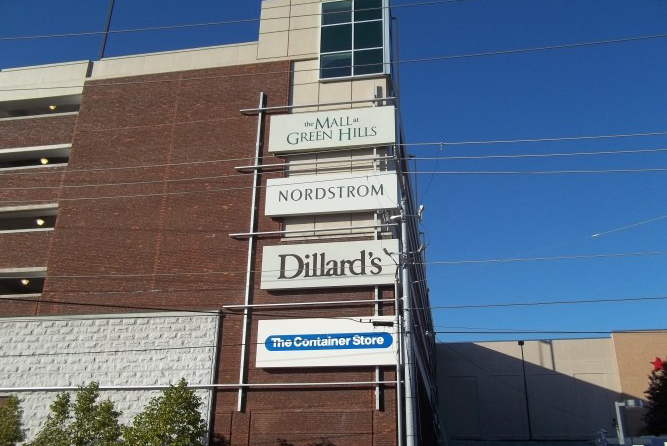 the MALL at
GREEN HILLS
NORDSTROM
Dillard's
The Container Store